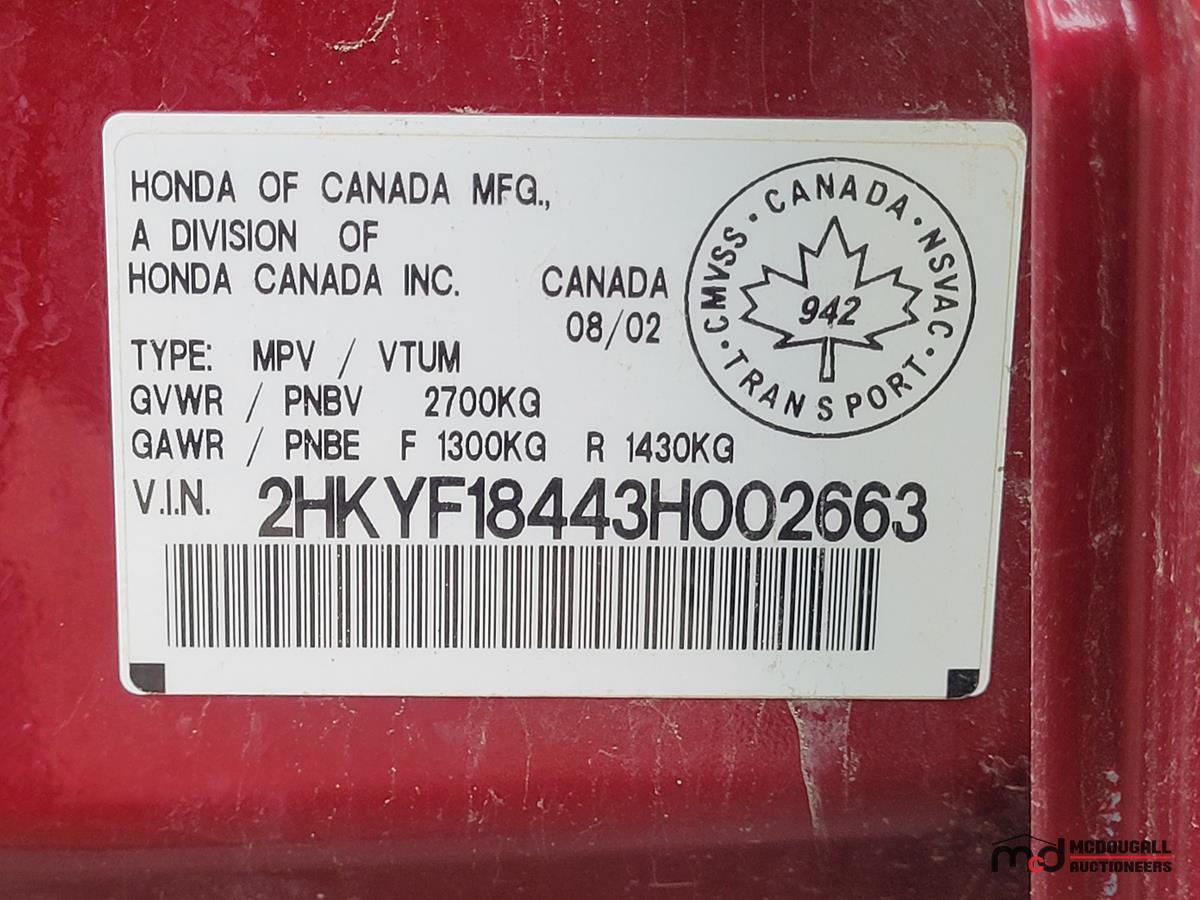 HONDA OF CANADA MFG.,
A DIVISION OF
HONDA CANADA INC.
CANADA
08/02
TYPE: MPV / VTUM
GVWR / PNBV 2700KG
GAWR / PNBE F 1300KG R 1430KG
V.I.N. 2HKYF18443H002663
CANADA • NSVAC • TRANSPORT • CMVSS •
942
mcd MCDOUGALL
AUCTIONEERS